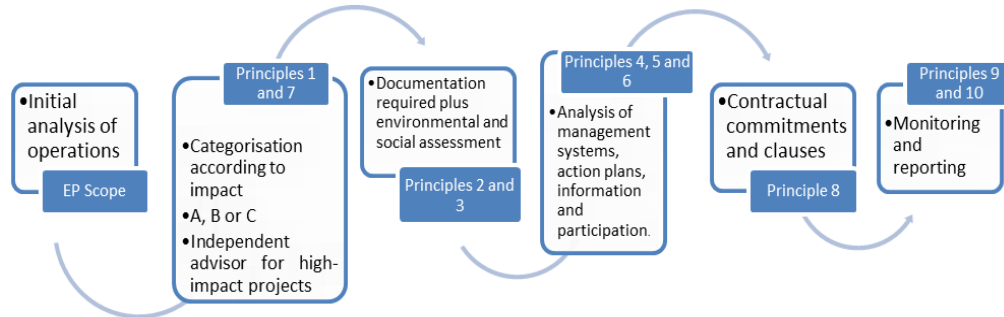 •Initial
analysis of
operations
EP Scope
Principles 1
and 7
•Categorisation
according to
impact
•A, B or C
•Independent
advisor for high-
impact projects
•Documentation
required plus
environmental and
social assessment
Principles 2 and
3
Principles 4, 5 and
6
•Analysis of
management
systems,
action plans,
information
and
participation.
•Contractual
commitments
and clauses
Principle 8
Principles 9
and 10
•Monitoring
and
reporting